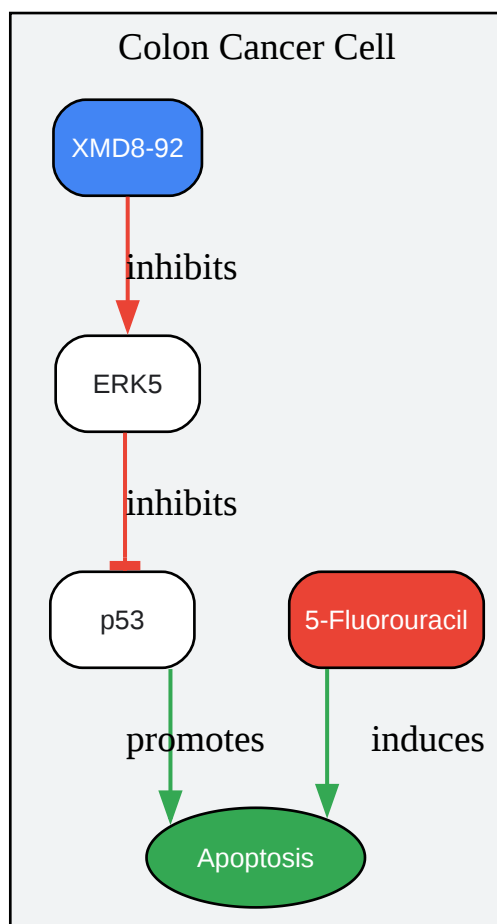 Colon Cancer Cell
XMD8-92
inhibits
ERK5
inhibits
p53
5-Fluorouracil
promotes
induces
Apoptosis